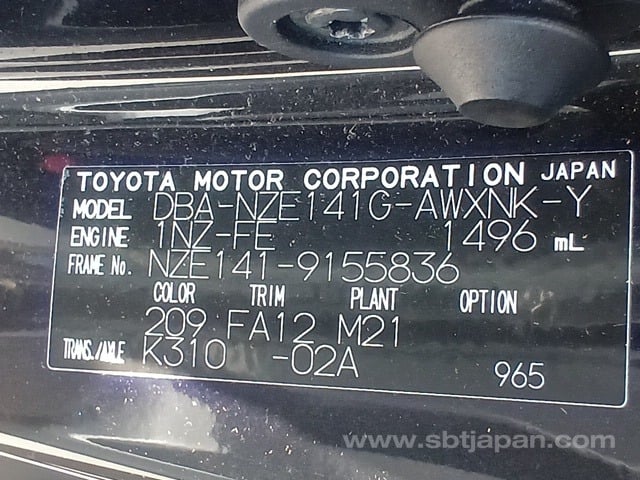 TOYOTA MOTOR CORPORATION JAPAN
MODEL DBA-NZE141G-AWXNK-Y
ENGINE 1NZ-FE 1496 mL
FRAME No. NZE141-9155836
COLOR TRIM PLANT OPTION
209 FA12 M21
TRANS./AXLE K310 -02A 965
www.sbtjapan.com